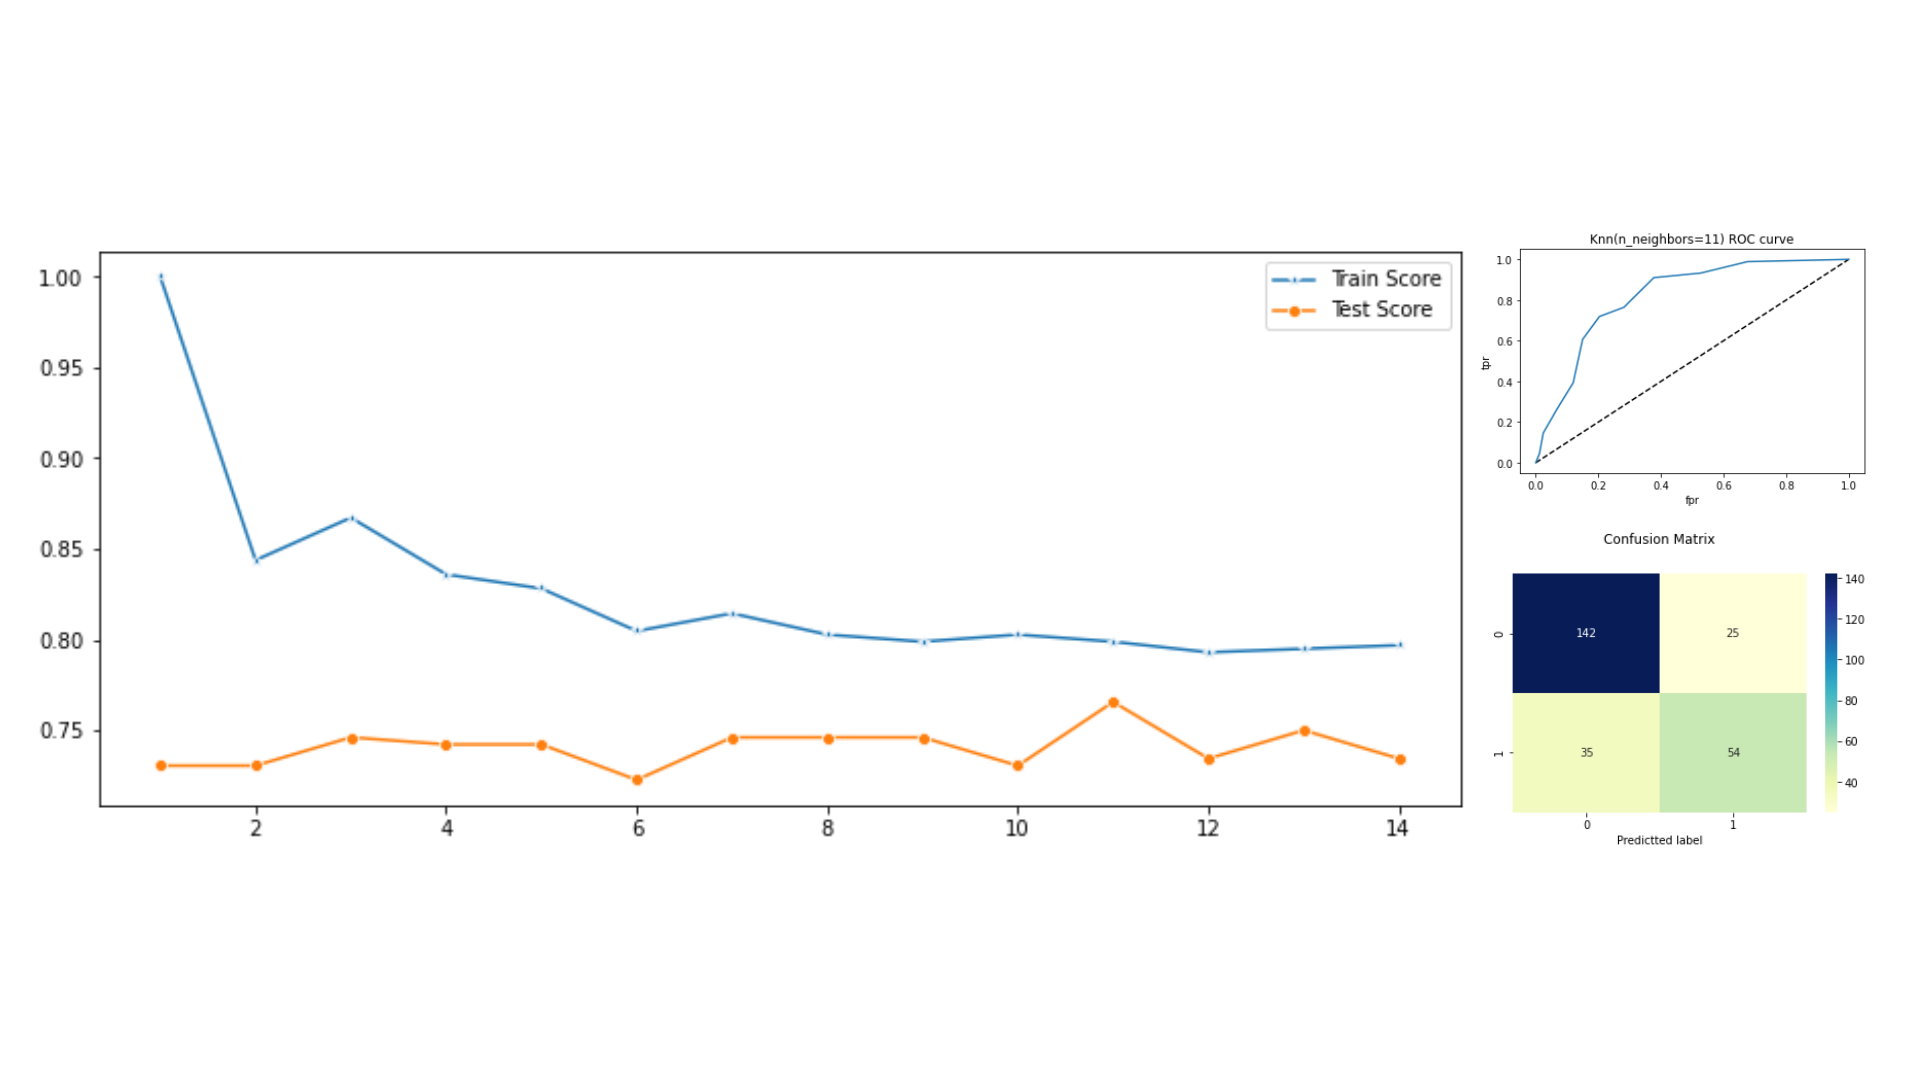 1.00
0.95
0.90
0.85
0.80
0.75
2 4 6 8 10 12 14
Train Score
Test Score
Knn(n_neighbors=11) ROC curve
1.0
0.8
0.6
0.4
0.2
0.0
tpr
0.0 0.2 0.4 0.6 0.8 1.0
fpr
Confusion Matrix
0
142 25
1
35 54
0 1
Predictted label
140
120
100
80
60
40